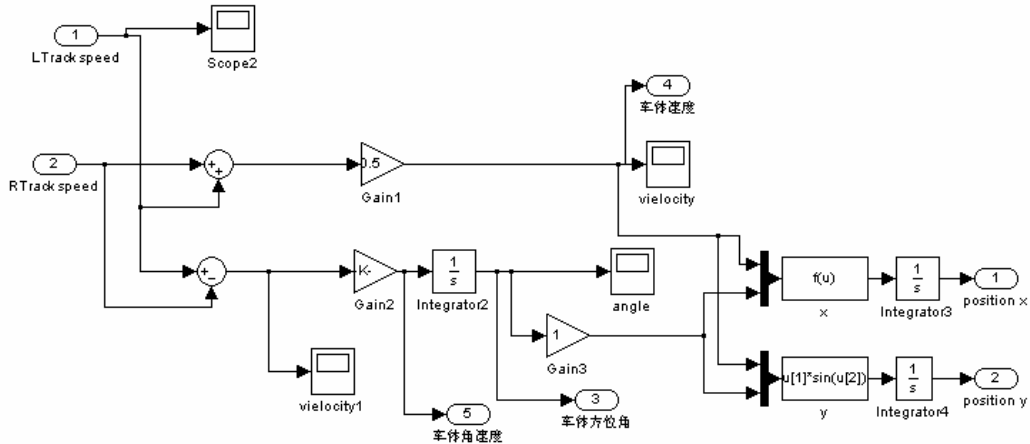 1
LTrack speed
Scope2
4
车体速度
2
RTrack speed
+
+
0.5
Gain1
vielocity
+
−
K-
Gain2
1
s
Integrator2
angle
1
Gain3
vielocity1
5
车体角速度
3
车体方位角
f(u)
x
1
s
Integrator3
1
position x
u[1]*sin(u[2])
y
1
s
Integrator4
2
position y